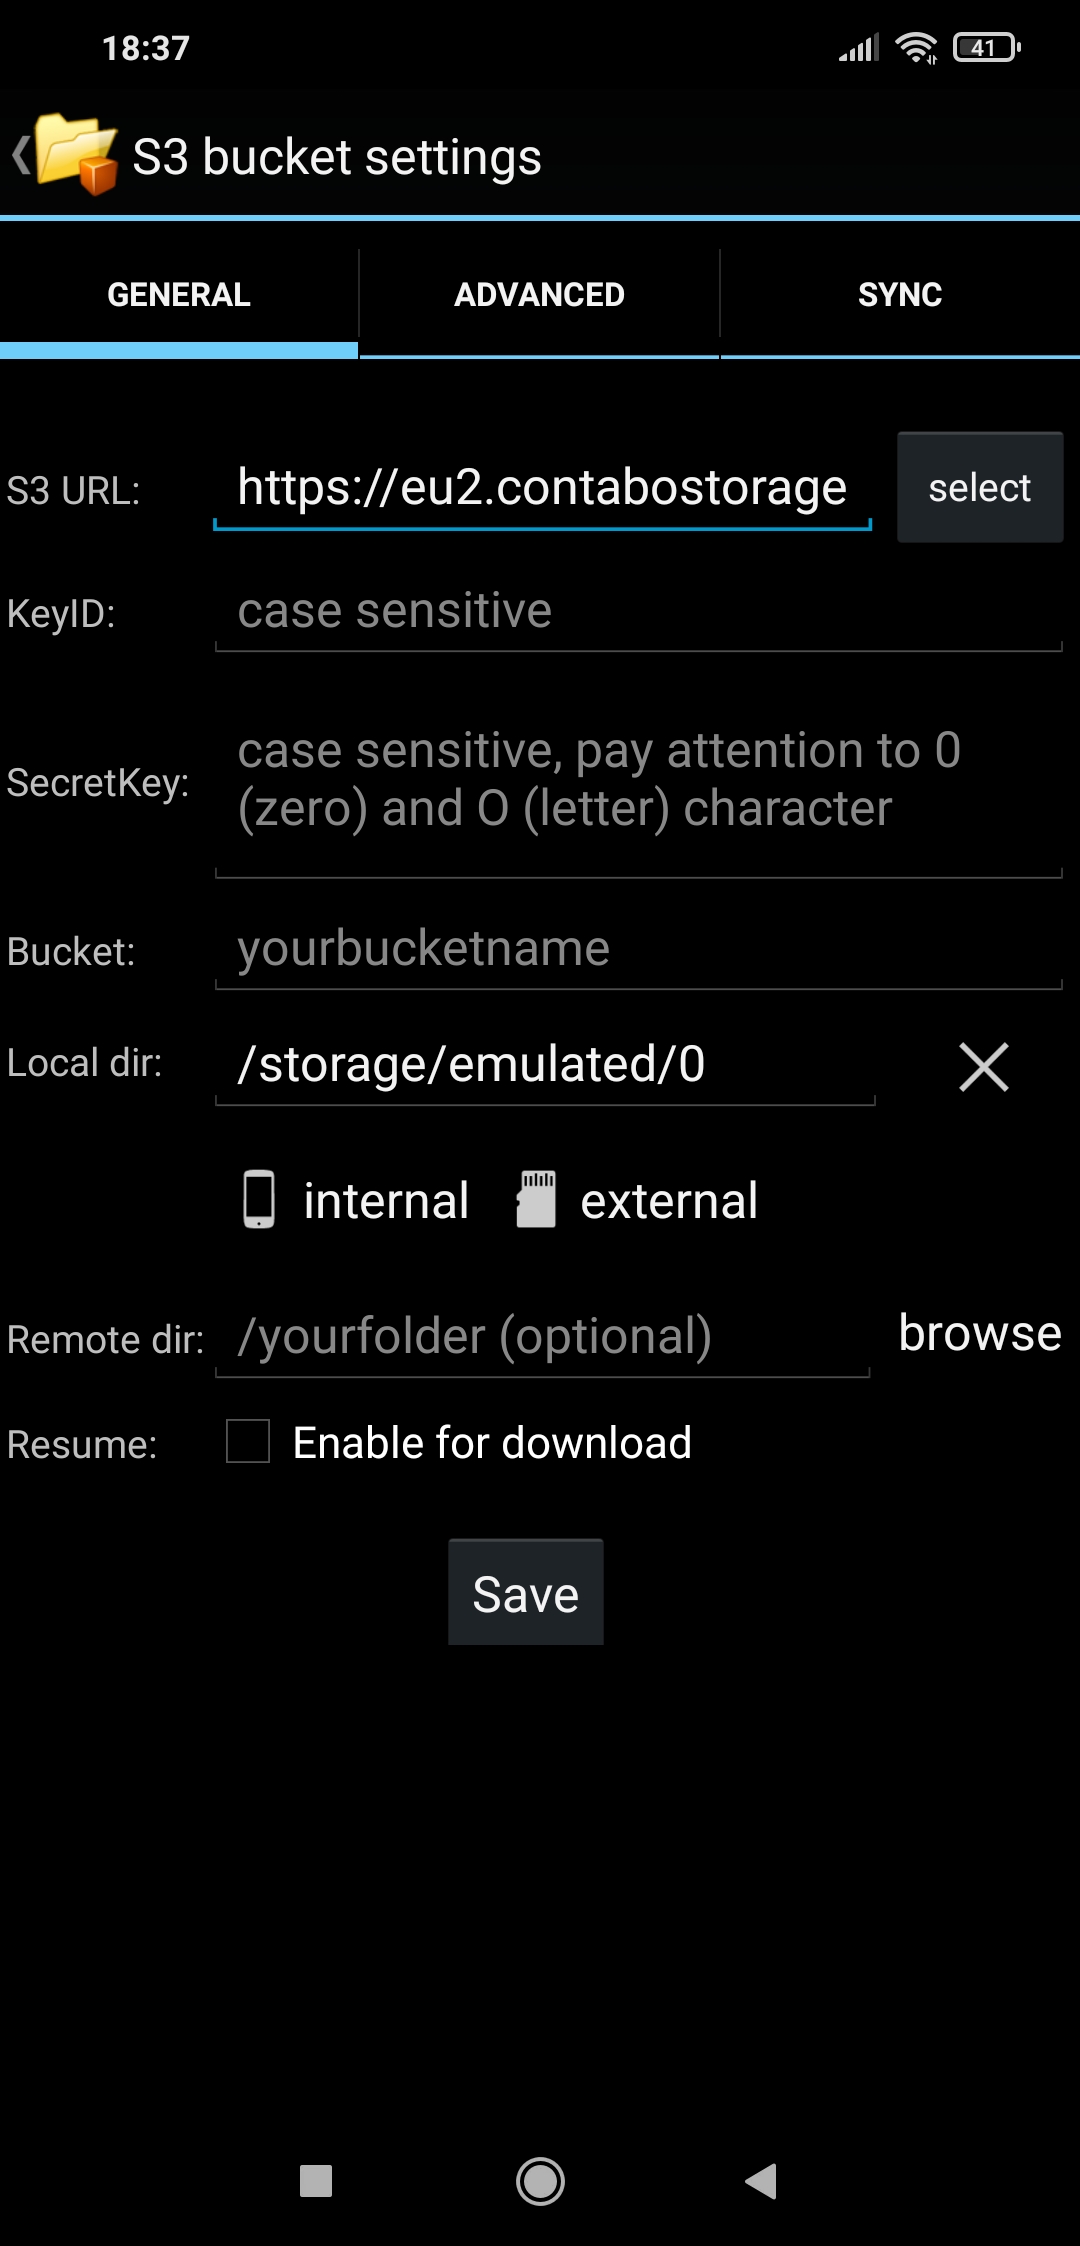 18:37
41
S3 bucket settings
GENERAL
ADVANCED
SYNC
S3 URL:
https://eu2.contabostorage
select
KeyID:
case sensitive
SecretKey:
case sensitive, pay attention to 0
(zero) and O (letter) character
Bucket:
yourbucketname
Local dir:
/storage/emulated/0
internal
external
Remote dir:
/yourfolder (optional)
browse
Resume:
Enable for download
Save